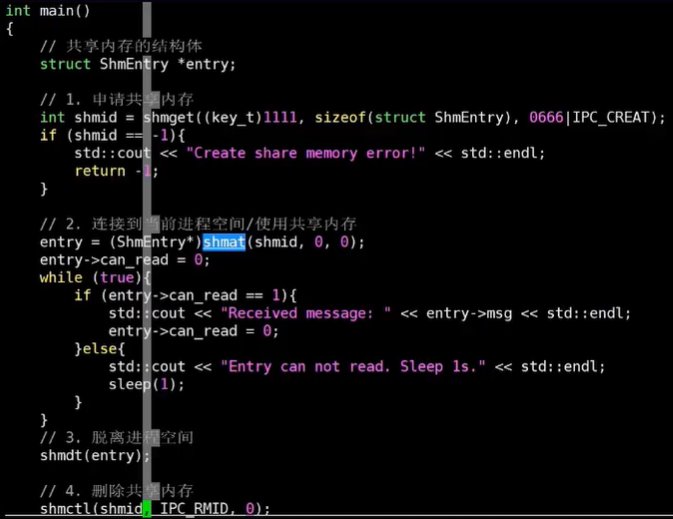 int main()
{
    // 共享内存的结构体
    struct ShmEntry *entry;

    // 1. 申请共享内存
    int shmid = shmget((key_t)1111, sizeof(struct ShmEntry), 0666|IPC_CREAT);
    if (shmid == -1){
        std::cout << "Create share memory error!" << std::endl;
        return -1;
    }

    // 2. 连接到当前进程空间/使用共享内存
    entry = (ShmEntry*)shmat(shmid, 0, 0);
    entry->can_read = 0;
    while (true){
        if (entry->can_read == 1){
            std::cout << "Received message: " << entry->msg << std::endl;
            entry->can_read = 0;
        }else{
            std::cout << "Entry can not read. Sleep 1s." << std::endl;
            sleep(1);
        }
    }
    // 3. 脱离进程空间
    shmdt(entry);

    // 4. 删除共享内存
    shmctl(shmid, IPC_RMID, 0);